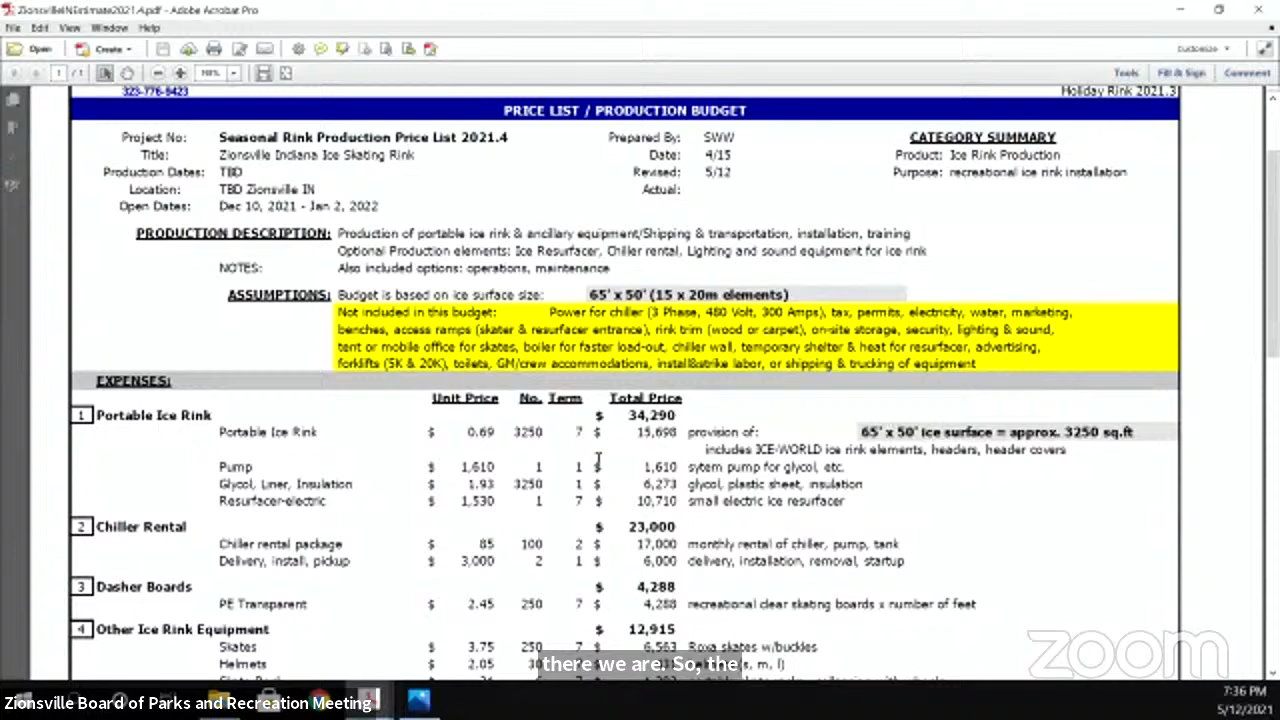 ZionsvilleINEstimate2021.4.pdf - Adobe Acrobat Pro
File Edit View Window Help
Open Create Customize
1 / 1 Tools Fill & Sign Comment
323-776-9423 Holiday Rink 2021.3
PRICE LIST / PRODUCTION BUDGET
Project No: Seasonal Rink Production Price List 2021.4 Prepared By: SWW CATEGORY SUMMARY
Title: Zionsville Indiana Ice Skating Rink Date: 4/15 Product: Ice Rink Production
Production Dates: TBD Revised: 5/12 Purpose: recreational ice rink installation
Location: TBD Zionsville IN Actual:
Open Dates: Dec 10, 2021 - Jan 2, 2022
PRODUCTION DESCRIPTION: Production of portable ice rink & ancillary equipment/Shipping & transportation, installation, training
Optional Production elements: Ice Resurfacer, Chiller rental, Lighting and sound equipment for ice rink
NOTES: Also included options: operations, maintenance
ASSUMPTIONS: Budget is based on ice surface size: 65' x 50' (15 x 20m elements)
Not included in this budget: Power for chiller (3 Phase, 480 Volt, 300 Amps), tax, permits, electricity, water, marketing,
benches, access ramps (skater & resurfacer entrance), rink trim (wood or carpet), on-site storage, security, lighting & sound,
tent or mobile office for skates, boiler for faster load-out, chiller wall, temporary shelter & heat for resurfacer, advertising,
forklifts (5K & 20K), toilets, GM/crew accommodations, install&strike labor, or shipping & trucking of equipment
EXPENSES:
Unit Price No. Term Total Price
1 Portable Ice Rink $ 34,290
Portable Ice Rink $ 0.69 3250 7 $ 15,698 provision of: 65' x 50' ice surface = approx. 3250 sq.ft
includes ICE-WORLD ice rink elements, headers, header covers
Pump $ 1,610 1 1 $ 1,610 sytem pump for glycol, etc.
Glycol, Liner, Insulation $ 1.93 3250 1 $ 6,273 glycol, plastic sheet, insulation
Resurfacer-electric $ 1,530 1 7 $ 10,710 small electric ice resurfacer
2 Chiller Rental $ 23,000
Chiller rental package $ 85 100 2 $ 17,000 monthly rental of chiller, pump, tank
Delivery, install, pickup $ 3,000 2 1 $ 6,000 delivery, installation, removal, startup
3 Dasher Boards $ 4,288
PE Transparent $ 2.45 250 7 $ 4,288 recreational clear skating boards x number of feet
4 Other Ice Rink Equipment $ 12,915
Skates $ 3.75 250 7 $ 6,563 Roxa skates w/buckles
Helmets $ 2.05 30 (s, m, l)
there we are. So, the
zoom
Zionsville Board of Parks and Recreation Meeting
7:36 PM
5/12/2021